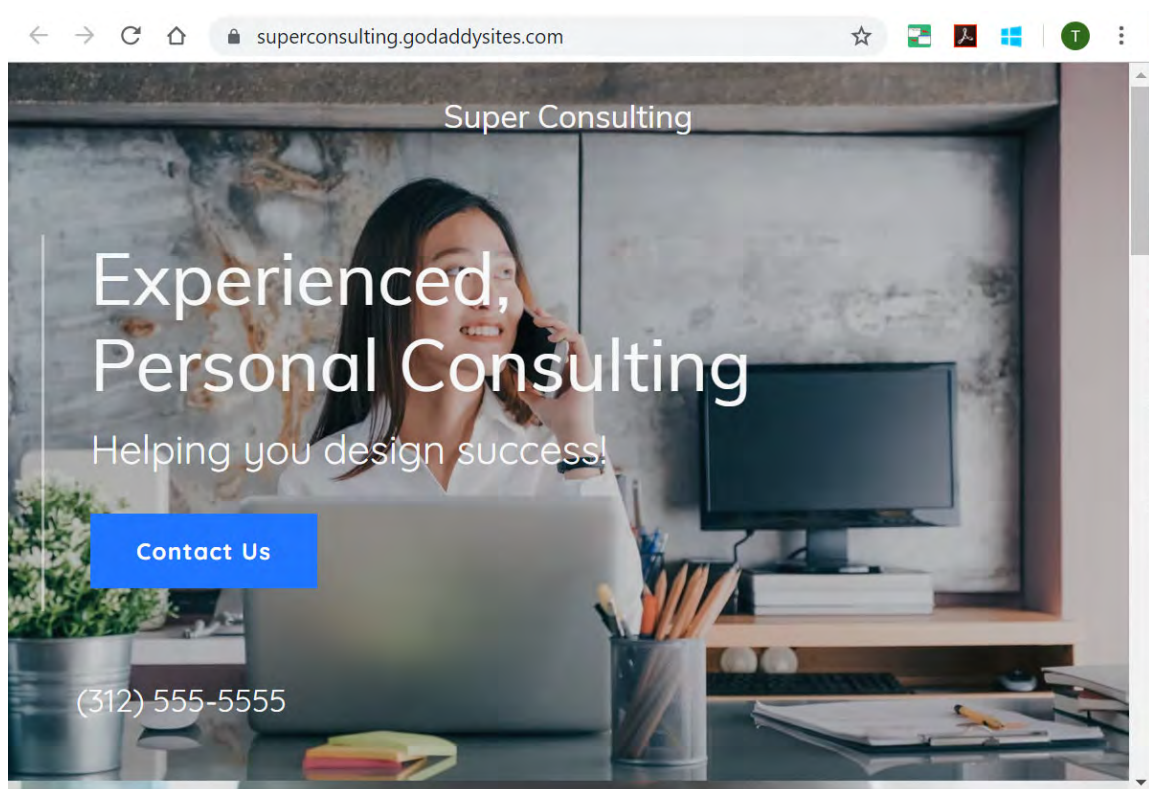 superconsulting.godaddysites.com
T
Super Consulting
Experienced,
Personal Consulting
Helping you design success!
Contact Us
(312) 555-5555